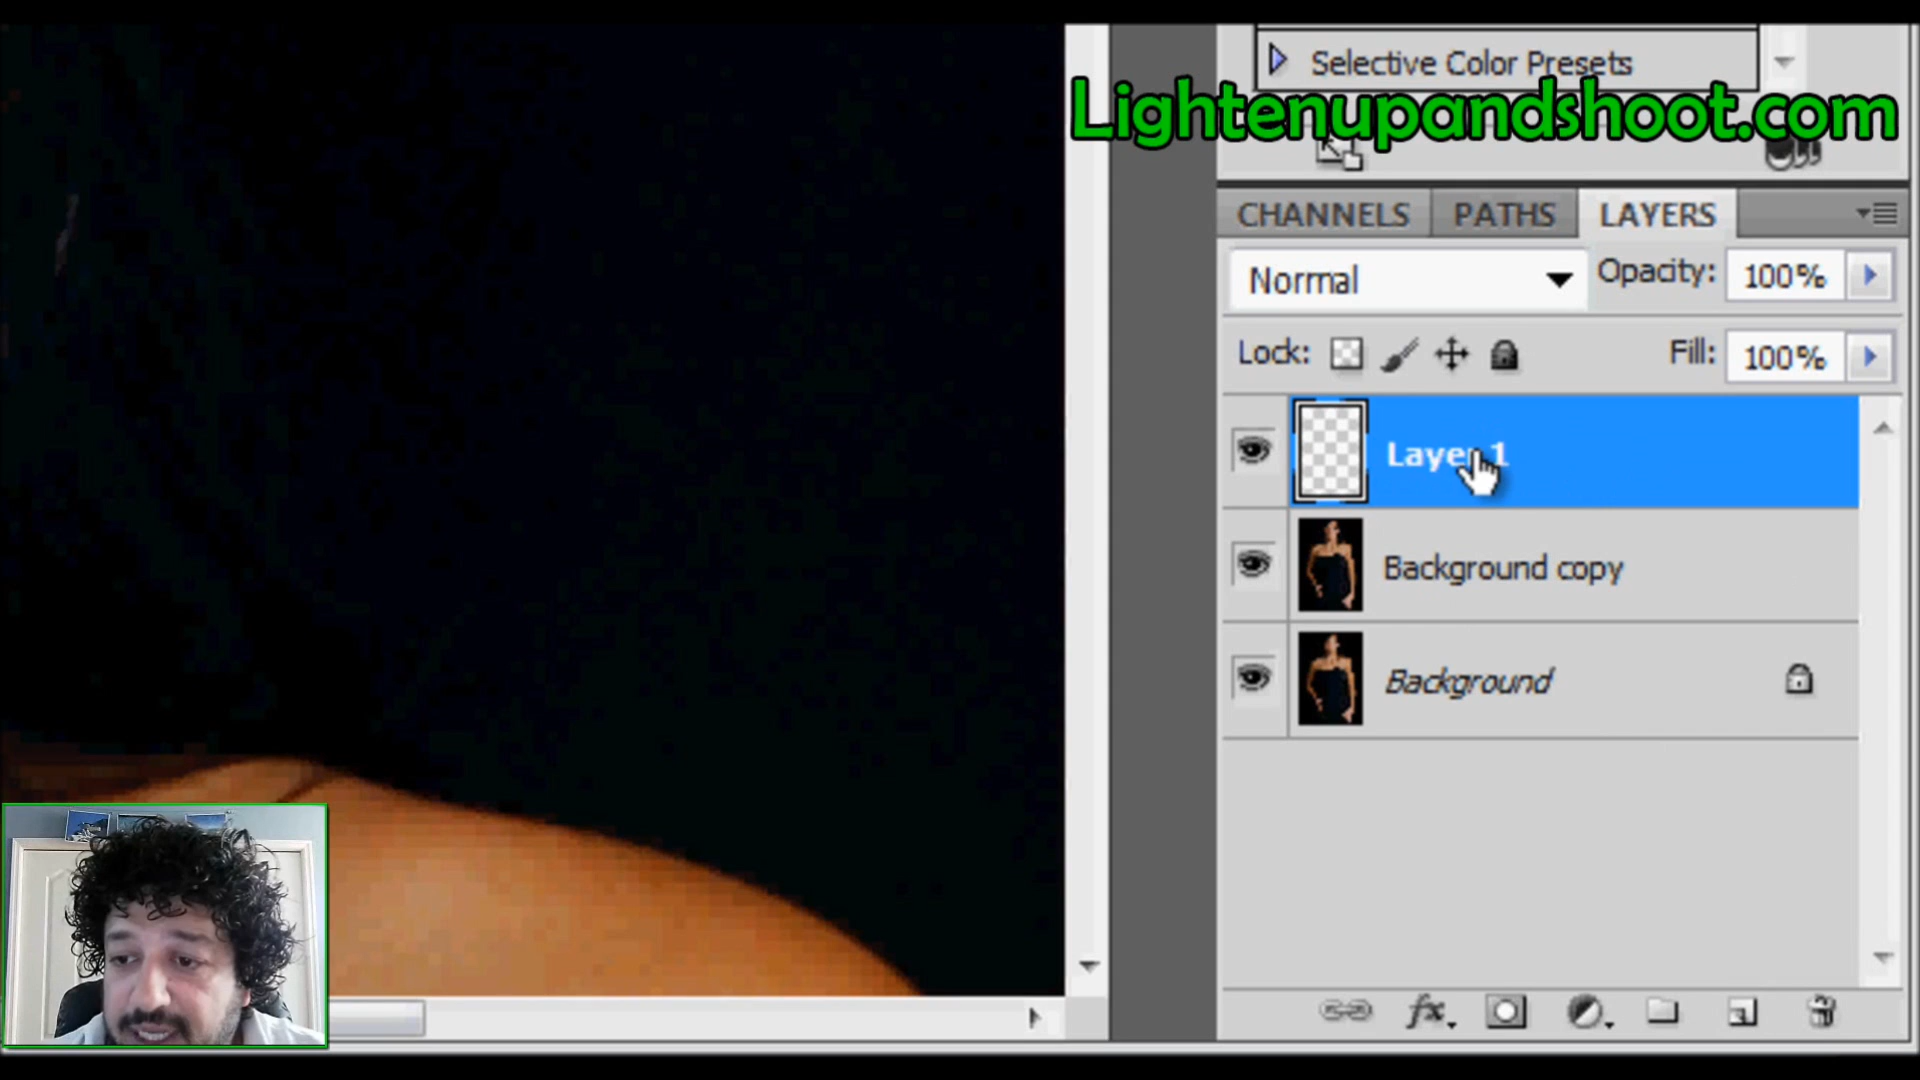 Selective Color Presets
Lightenupandshoot.com
CHANNELS PATHS LAYERS
Normal Opacity: 100%
Lock: Fill: 100%
Layer 1
Background copy
Background
fx